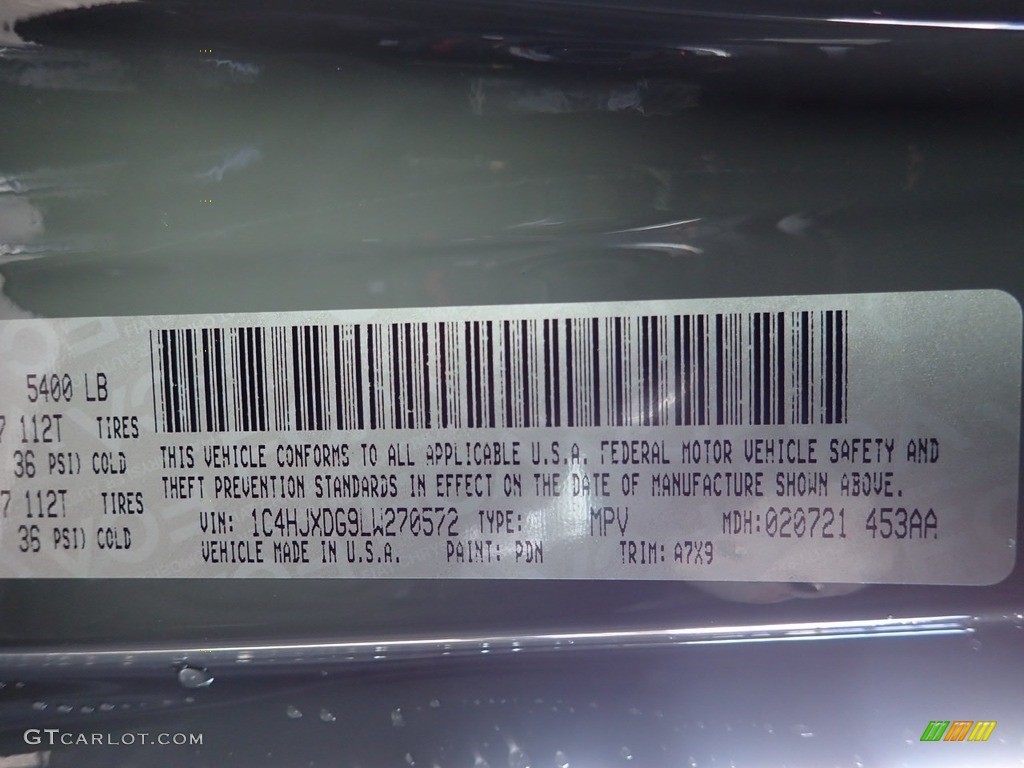 5400 LB
7 112T TIRES
36 PSI) COLD
7 112T TIRES
36 PSI) COLD
THIS VEHICLE CONFORMS TO ALL APPLICABLE U.S.A. FEDERAL MOTOR VEHICLE SAFETY AND
THEFT PREVENTION STANDARDS IN EFFECT ON THE DATE OF MANUFACTURE SHOWN ABOVE.
VIN: 1C4HJXDG9LW270572 TYPE: MPV MDH:020721 453AA
VEHICLE MADE IN U.S.A. PAINT: PDN TRIM: A7X9
GTCARLOT.COM